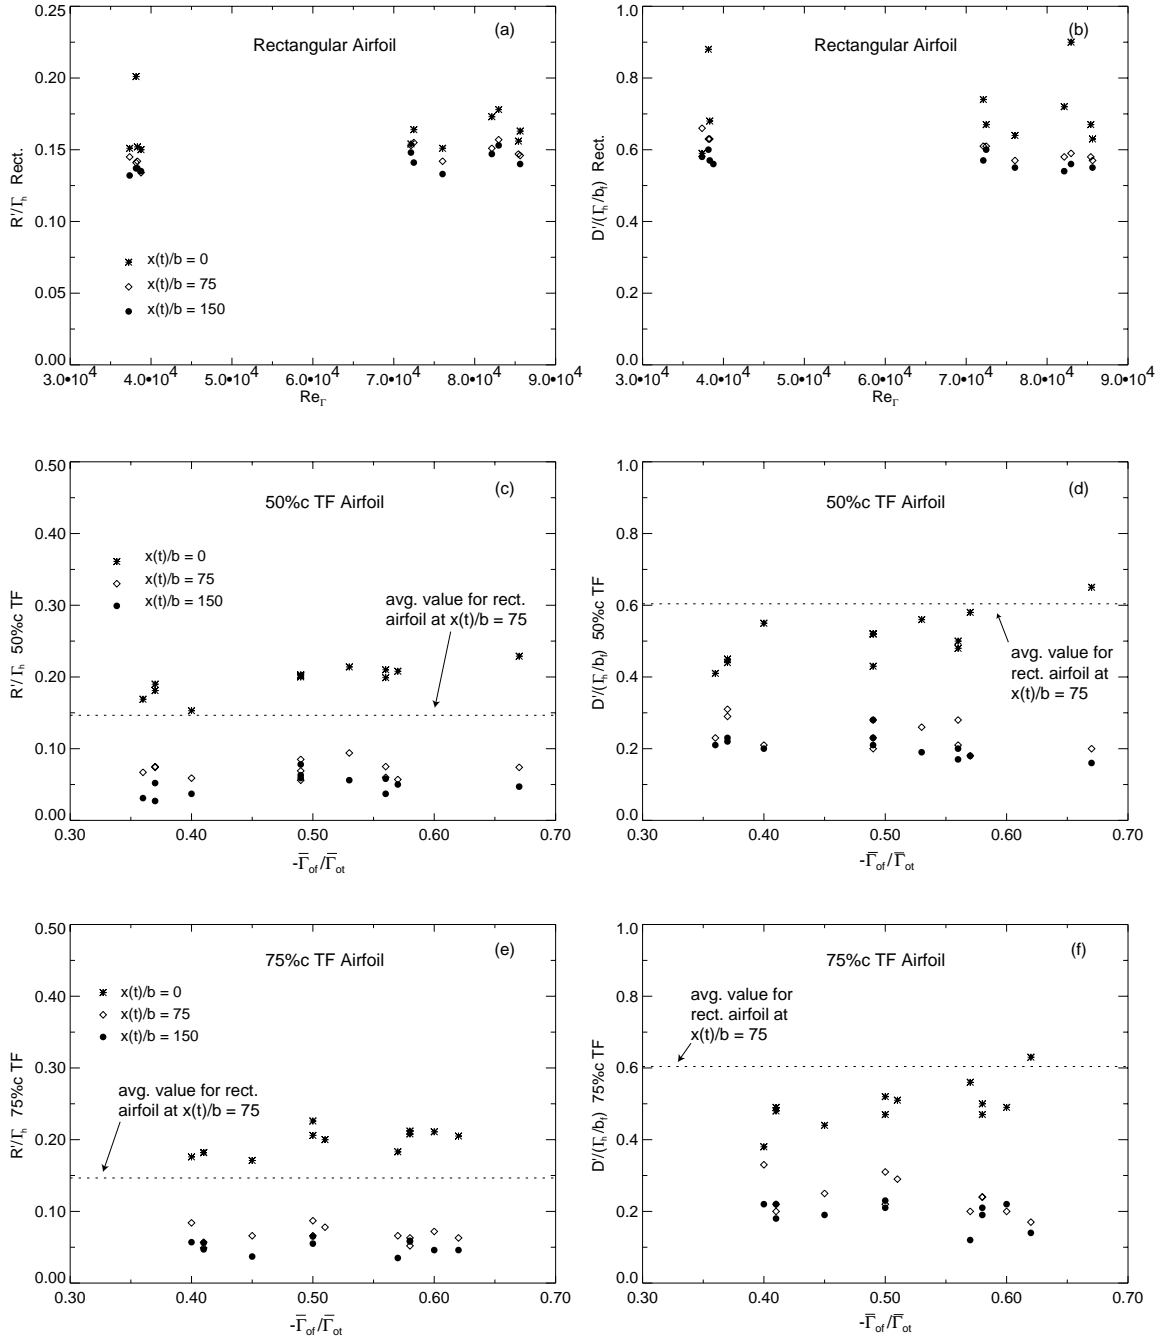 (a)
Rectangular Airfoil
0.25
0.20
0.15
0.10
0.05
0.00
R'/Γh Rect.
x(t)/b = 0
x(t)/b = 75
x(t)/b = 150
3.0•10^4
4.0•10^4
5.0•10^4
6.0•10^4
7.0•10^4
8.0•10^4
9.0•10^4
Re_Γ
(b)
Rectangular Airfoil
1.0
0.8
0.6
0.4
0.2
0.0
D'/(Γh/bf) Rect.
3.0•10^4
4.0•10^4
5.0•10^4
6.0•10^4
7.0•10^4
8.0•10^4
9.0•10^4
Re_Γ
(c)
50%c TF Airfoil
0.50
0.40
0.30
0.20
0.10
0.00
R'/Γh 50%c TF
x(t)/b = 0
x(t)/b = 75
x(t)/b = 150
avg. value for rect.
airfoil at x(t)/b = 75
0.30
0.40
0.50
0.60
0.70
-Γ̅of/Γ̅ot
(d)
50%c TF Airfoil
1.0
0.8
0.6
0.4
0.2
0.0
D'/(Γh/bf) 50%c TF
avg. value for
rect. airfoil at
x(t)/b = 75
0.30
0.40
0.50
0.60
0.70
-Γ̅of/Γ̅ot
(e)
75%c TF Airfoil
0.50
0.40
0.30
0.20
0.10
0.00
R'/Γh 75%c TF
x(t)/b = 0
x(t)/b = 75
x(t)/b = 150
avg. value for rect.
airfoil at x(t)/b = 75
0.30
0.40
0.50
0.60
0.70
-Γ̅of/Γ̅ot
(f)
75%c TF Airfoil
1.0
0.8
0.6
0.4
0.2
0.0
D'/(Γh/bf) 75%c TF
avg. value for
rect. airfoil at
x(t)/b = 75
0.30
0.40
0.50
0.60
0.70
-Γ̅of/Γ̅ot